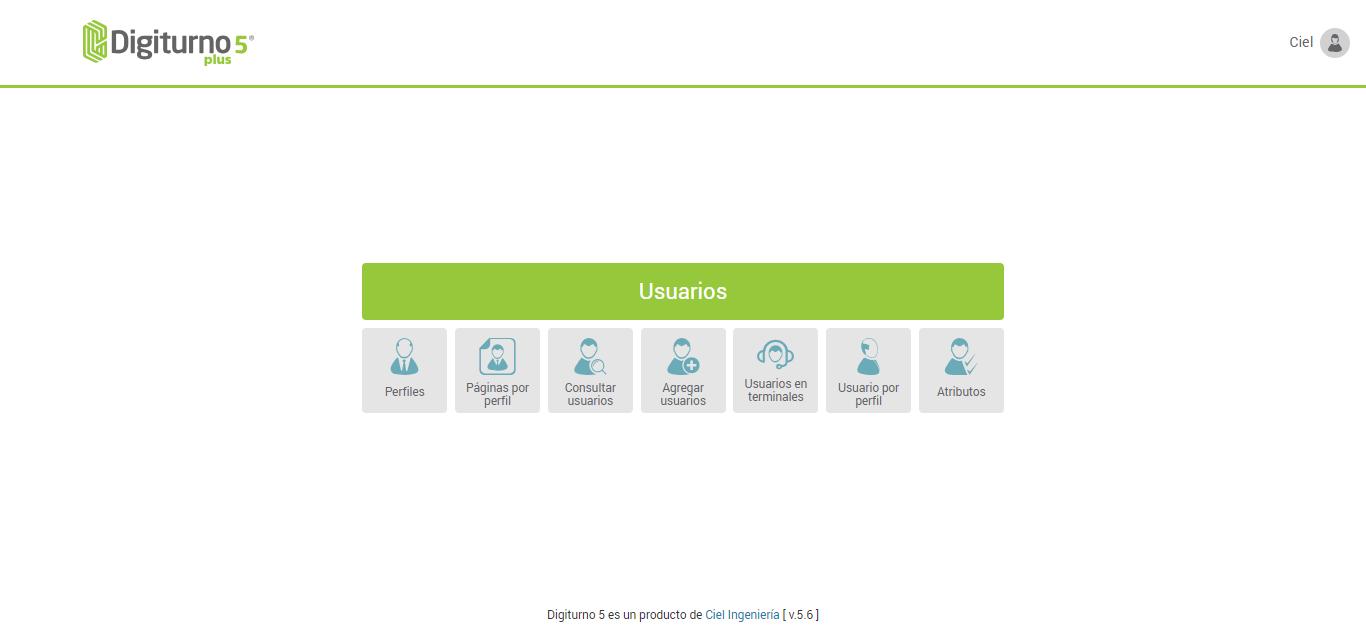 Digiturno 5®
plus
Ciel
Usuarios
Perfiles
Páginas por
perfil
Consultar
usuarios
Agregar
usuarios
Usuarios en
terminales
Usuario por
perfil
Atributos
Digiturno 5 es un producto de Ciel Ingeniería [ v.5.6 ]